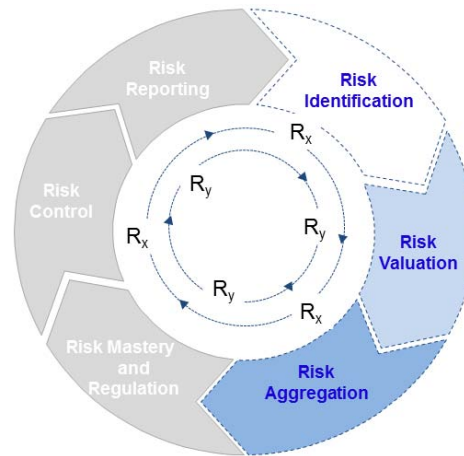 Risk
Reporting
Risk
Identification
Risk
Control
Risk
Valuation
Risk Mastery
and
Regulation
Risk
Aggregation
Rx
Ry
Rx
Ry
Ry
Rx